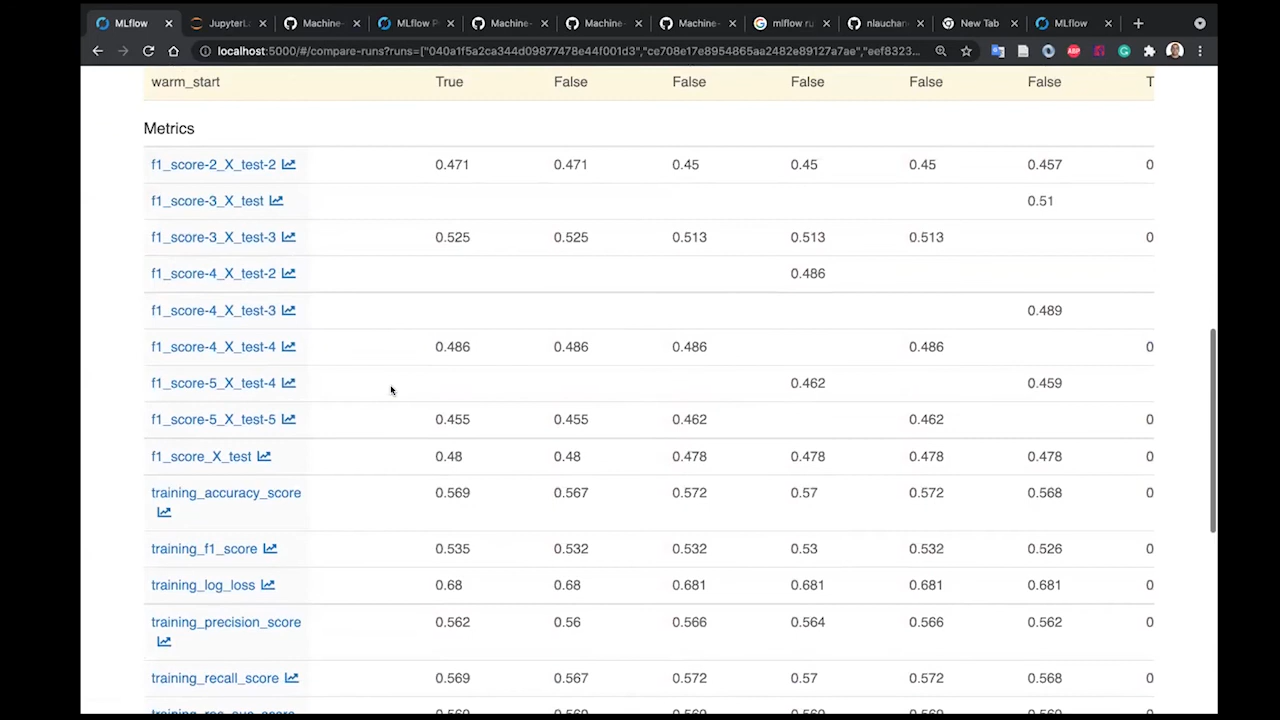 MLflow
JupyterLa
Machine-
MLflow P
Machine-
Machine-
Machine-
mlflow ru
nlauchan
New Tab
MLflow
localhost:5000/#/compare-runs?runs=["040a1f5a2ca344d09877478e44f001d3","ce708e17e8954865aa2482e89127a7ae","eef8323...
warm_start True False False False False False T
Metrics
f1_score-2_X_test-2 0.471 0.471 0.45 0.45 0.45 0.457 0
f1_score-3_X_test 0.51
f1_score-3_X_test-3 0.525 0.525 0.513 0.513 0.513 0
f1_score-4_X_test-2 0.486
f1_score-4_X_test-3 0.489
f1_score-4_X_test-4 0.486 0.486 0.486 0.486 0
f1_score-5_X_test-4 0.462 0.459
f1_score-5_X_test-5 0.455 0.455 0.462 0.462 0
f1_score_X_test 0.48 0.48 0.478 0.478 0.478 0.478 0
training_accuracy_score 0.569 0.567 0.572 0.57 0.572 0.568 0
training_f1_score 0.535 0.532 0.532 0.53 0.532 0.526 0
training_log_loss 0.68 0.68 0.681 0.681 0.681 0.681 0
training_precision_score 0.562 0.56 0.566 0.564 0.566 0.562 0
training_recall_score 0.569 0.567 0.572 0.57 0.572 0.568 0